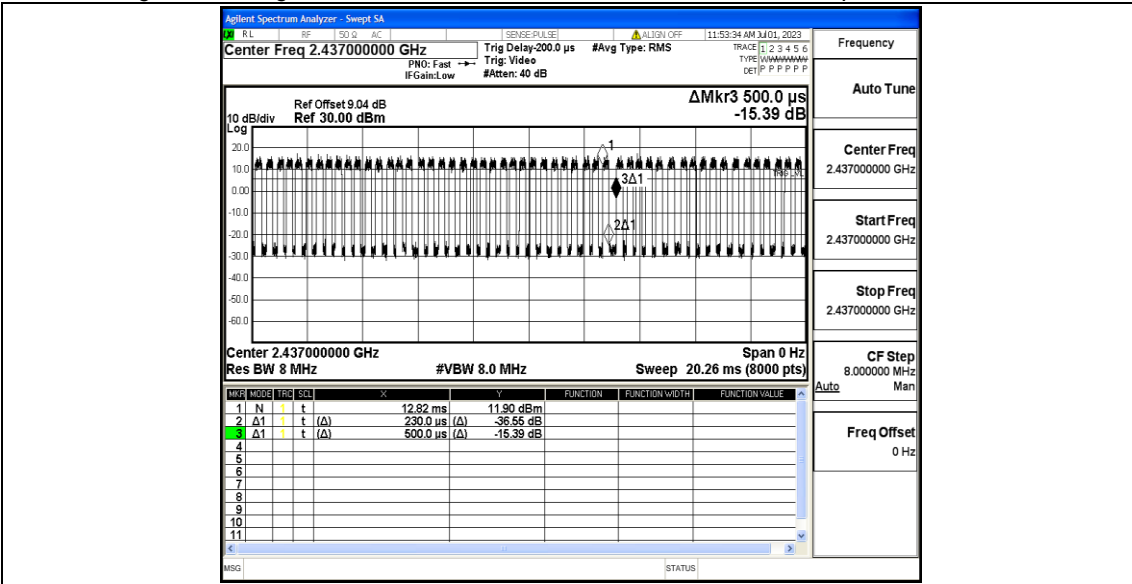 Agilent Spectrum Analyzer - Swept SA
RL RF 50 Ω AC SENSE:PULSE ALIGN OFF 11:53:34 AM Jul 01, 2023
Center Freq 2.437000000 GHz Trig Delay-200.0 µs #Avg Type: RMS TRACE 1 2 3 4 5 6
PNO: Fast Trig: Video TYPE
IFGain:Low #Atten: 40 dB DET P P P P P P
ΔMkr3 500.0 µs
-15.39 dB
Ref Offset 9.04 dB
10 dB/div Ref 30.00 dBm
Log
20.0
10.0
0.00
-10.0
-20.0
-30.0
-40.0
-50.0
-60.0
1
TRIG LVL
3Δ1
2Δ1
Center 2.437000000 GHz Span 0 Hz
Res BW 8 MHz #VBW 8.0 MHz Sweep 20.26 ms (8000 pts)
MKR MODE TRC SCL X Y FUNCTION FUNCTION WIDTH FUNCTION VALUE
1 N 1 t 12.82 ms 11.90 dBm
2 Δ1 1 t (Δ) 230.0 µs (Δ) -36.55 dB
3 Δ1 1 t (Δ) 500.0 µs (Δ) -15.39 dB
4
5
6
7
8
9
10
11
MSG STATUS
Frequency
Auto Tune
Center Freq
2.437000000 GHz
Start Freq
2.437000000 GHz
Stop Freq
2.437000000 GHz
CF Step
8.000000 MHz
Auto Man
Freq Offset
0 Hz